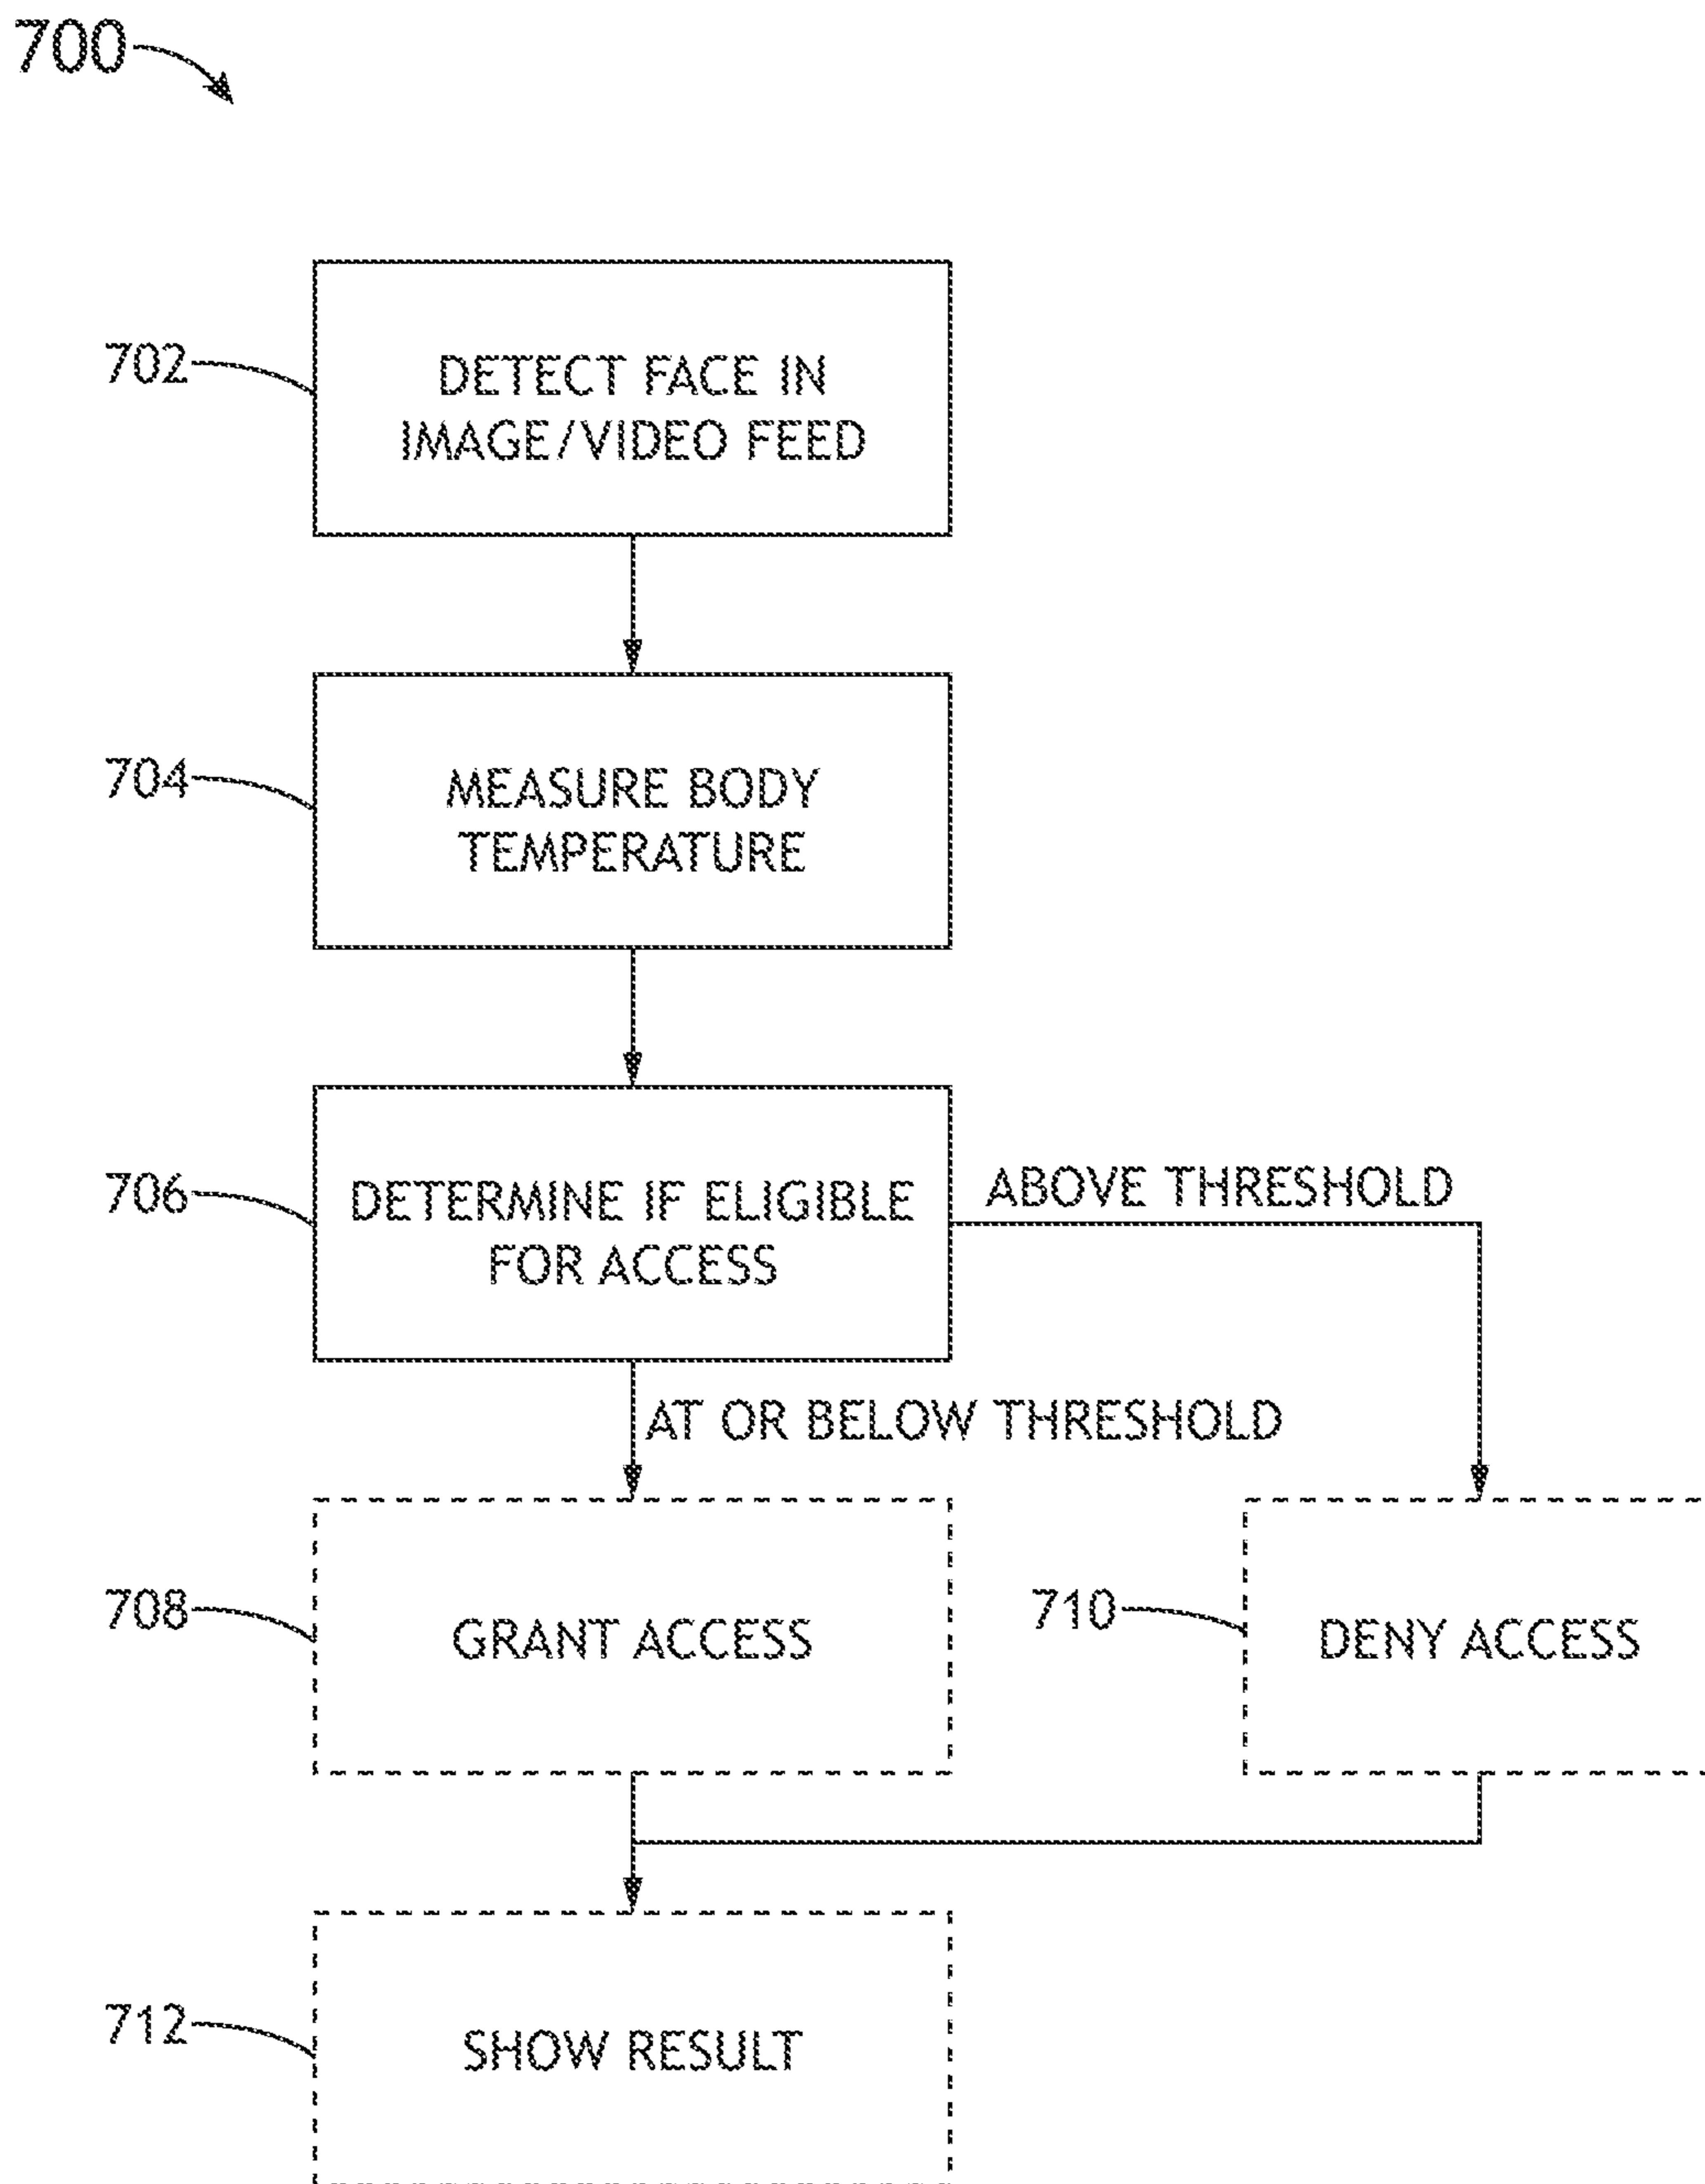 700
702
DETECT FACE IN
IMAGE/VIDEO FEED
704
MEASURE BODY
TEMPERATURE
706
DETERMINE IF ELIGIBLE
FOR ACCESS
ABOVE THRESHOLD
AT OR BELOW THRESHOLD
708
GRANT ACCESS
710
DENY ACCESS
712
SHOW RESULT